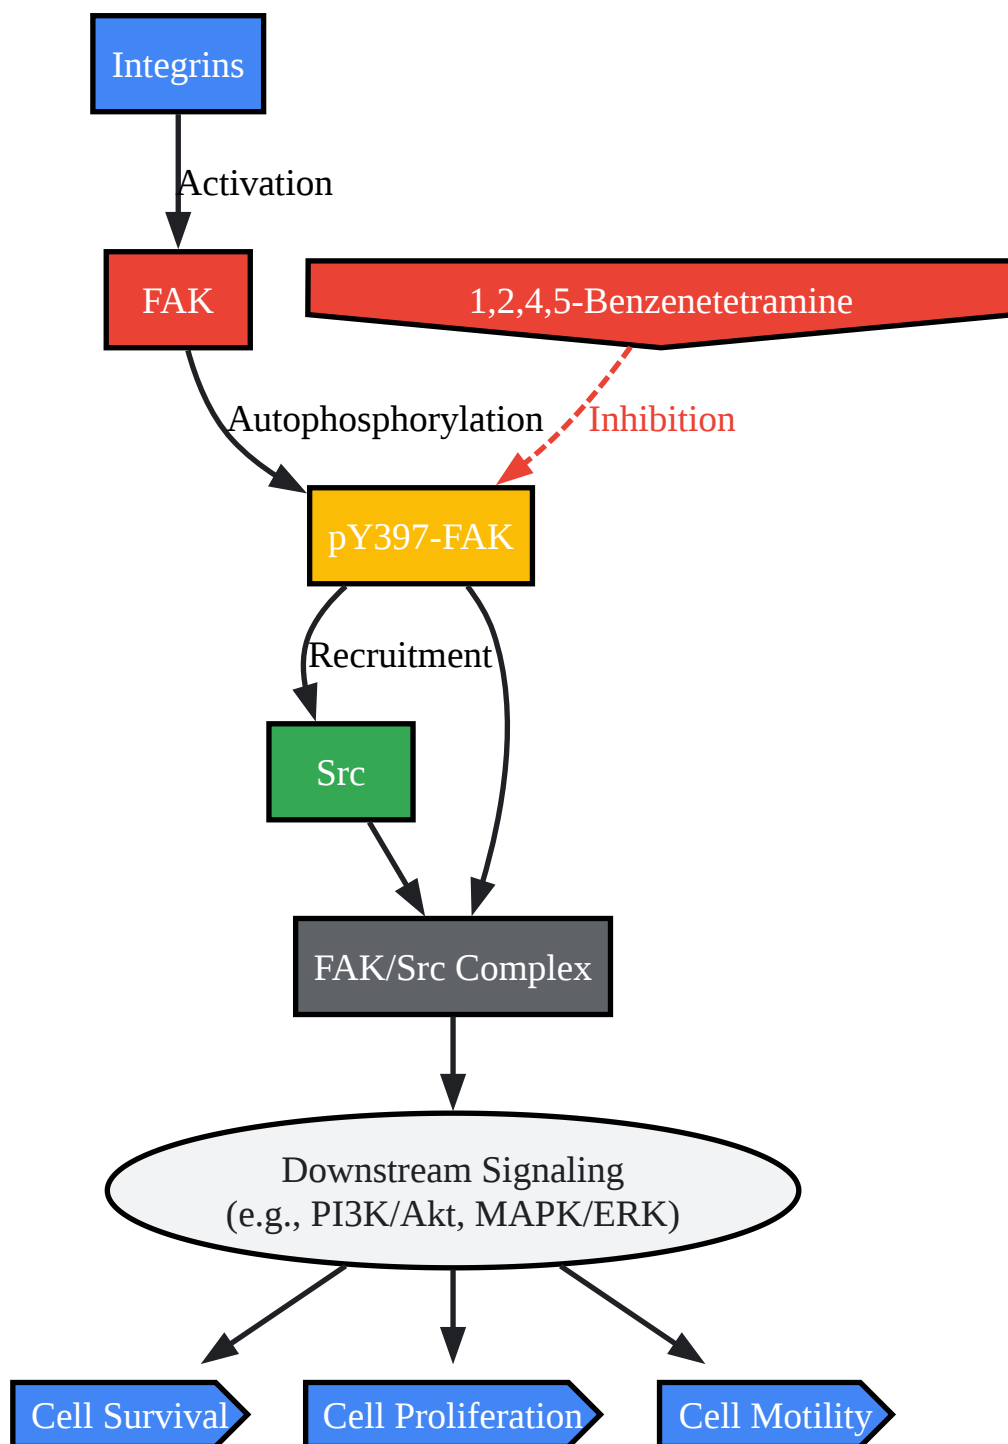 Integrins
Activation
FAK
1,2,4,5-Benzenetetramine
Autophosphorylation
Inhibition
pY397-FAK
Recruitment
Src
FAK/Src Complex
Downstream Signaling
(e.g., PI3K/Akt, MAPK/ERK)
Cell Survival
Cell Proliferation
Cell Motility